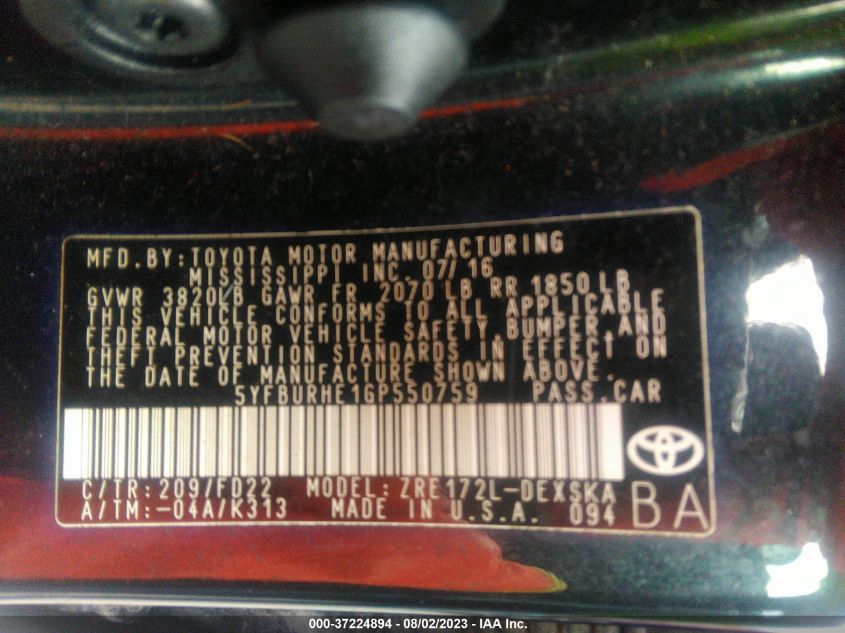 MFD.BY:TOYOTA MOTOR MANUFACTURING
MISSISSIPPI INC. 07/16
GVWR 3820LB GAWR FR 2070 LB RR 1850 LB
THIS VEHICLE CONFORMS TO ALL APPLICABLE
FEDERAL MOTOR VEHICLE SAFETY, BUMPER, AND
THEFT PREVENTION STANDARDS IN EFFECT ON
THE DATE OF MANUFACTURE SHOWN ABOVE.
5YFBURHE1GP550759 PASS.CAR
C/TR:209/FD22 MODEL:ZRE172L-DEXSKA
A/TM:-04A/K313 MADE IN U.S.A. 094 BA
000-37224894 — 08/02/2023 — IAA Inc.